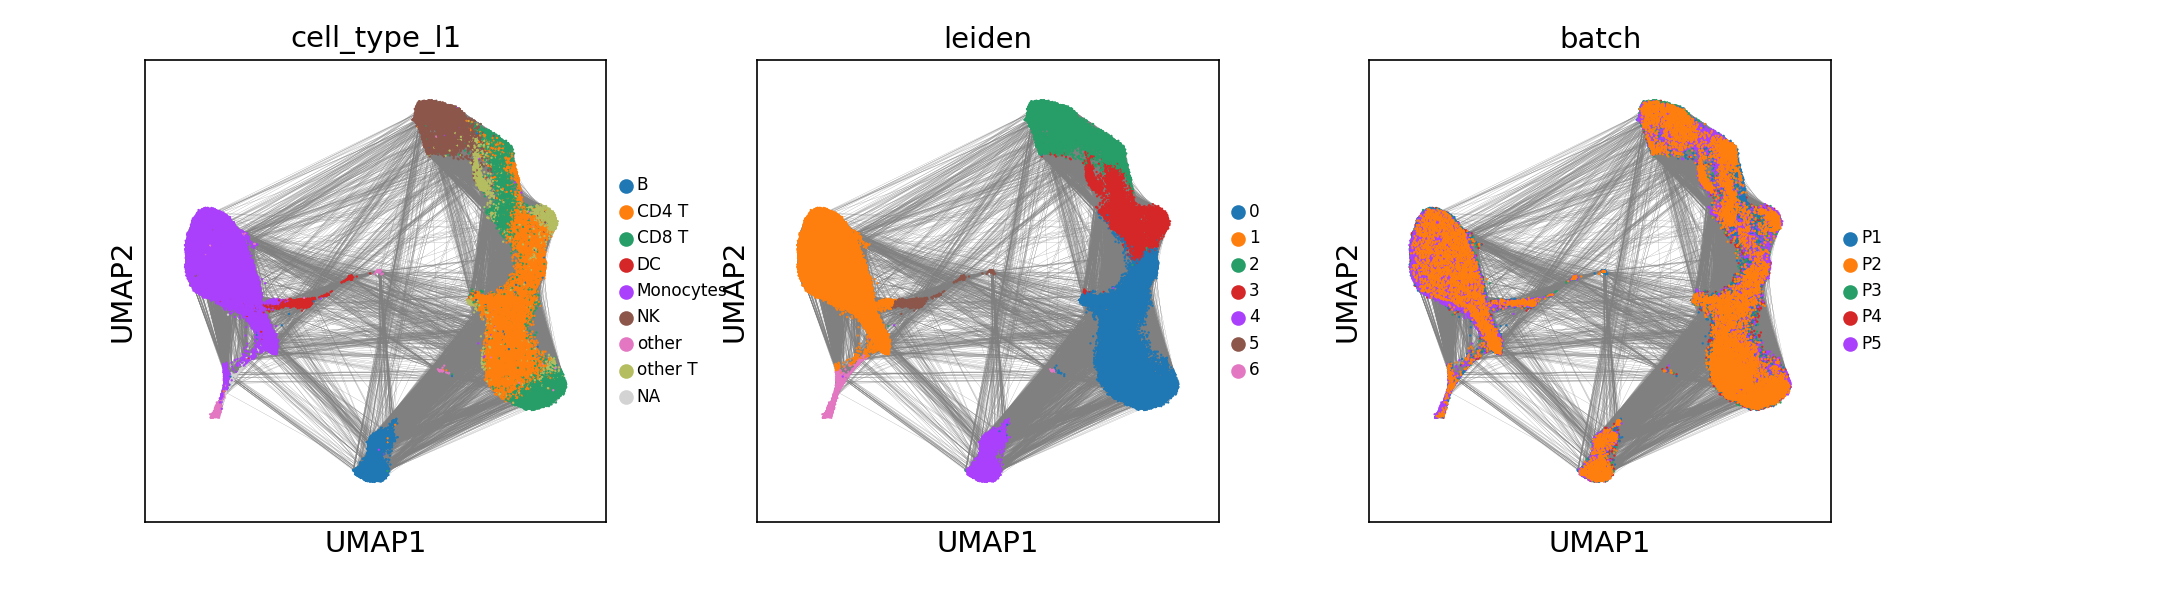 cell_type_l1
UMAP2
UMAP1
B
CD4 T
CD8 T
DC
Monocytes
NK
other
other T
NA
leiden
UMAP2
UMAP1
0
1
2
3
4
5
6
batch
UMAP2
UMAP1
P1
P2
P3
P4
P5